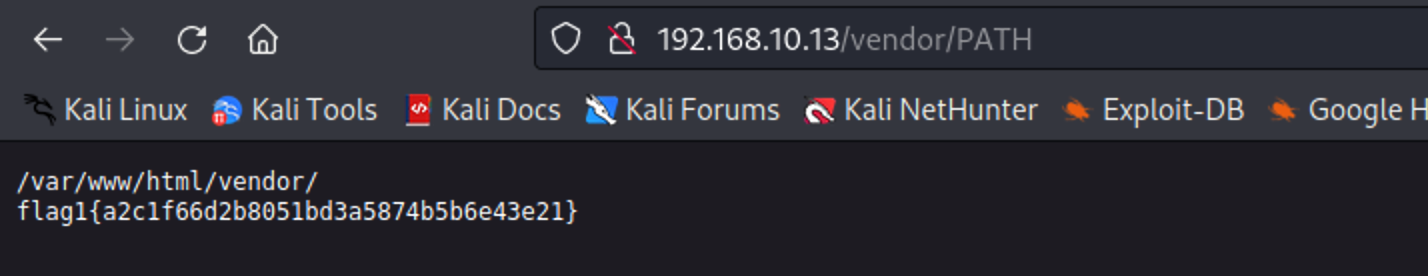 192.168.10.13/vendor/PATH
Kali Linux Kali Tools Kali Docs Kali Forums Kali NetHunter Exploit-DB Google H
/var/www/html/vendor/
flag1{a2c1f66d2b8051bd3a5874b5b6e43e21}